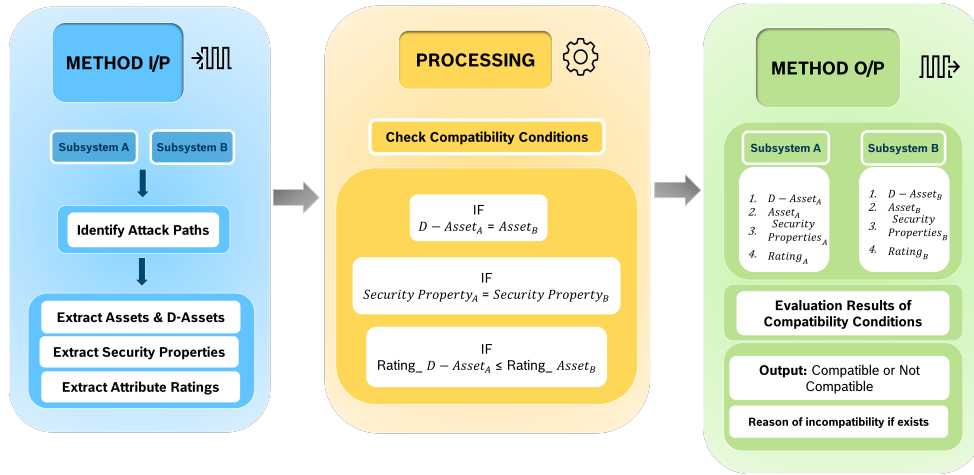 METHOD I/P
Subsystem A
Subsystem B
Identify Attack Paths
Extract Assets & D-Assets
Extract Security Properties
Extract Attribute Ratings
PROCESSING
Check Compatibility Conditions
IF
D − Asset_A = Asset_B
IF
Security Property_A = Security Property_B
IF
Rating_ D − Asset_A ≤ Rating_ Asset_B
METHOD O/P
Subsystem A
1. D − Asset_A
2. Asset_A
3. Security
Properties_A
4. Rating_A
Subsystem B
1. D − Asset_B
2. Asset_B
3. Security
Properties_B
4. Rating_B
Evaluation Results of
Compatibility Conditions
Output: Compatible or Not
Compatible
Reason of incompatibility if exists